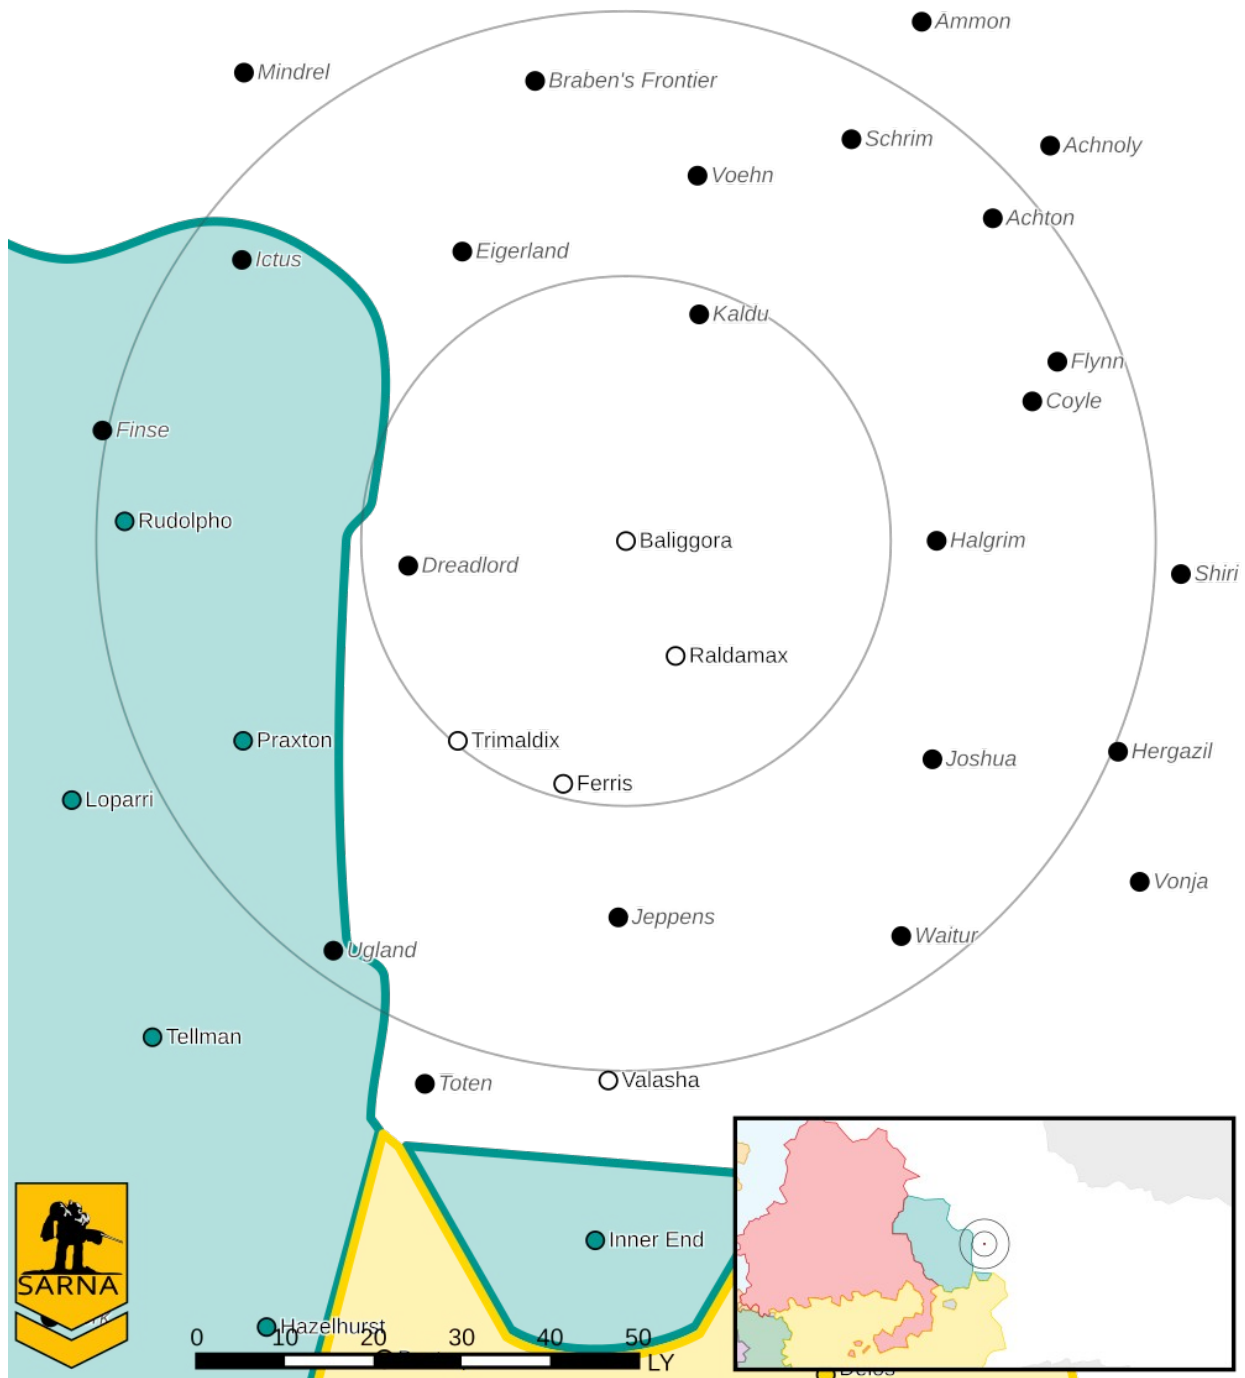 Ammon
Mindrel
Braben's Frontier
Schrim
Achnoly
Voehn
Achton
Eigerland
Ictus
Kaldu
Flynn
Coyle
Finse
Rudolpho
Baliggora
Halgrim
Dreadlord
Shiri
Raldamax
Praxton
Trimaldix
Hergazil
Joshua
Ferris
Loparri
Vonja
Jeppens
Waitur
Ugland
Tellman
Valasha
Toten
Inner End
SARNA
Hazelhurst
0 10 20 30 40 50
LY
Delos